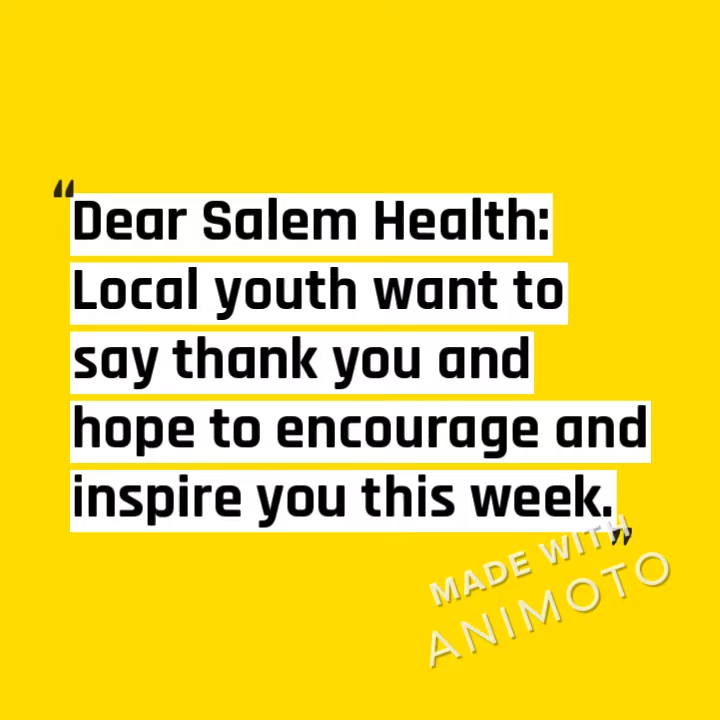 “Dear Salem Health:
Local youth want to
say thank you and
hope to encourage and
inspire you this week.”
MADE WITH
ANIMOTO